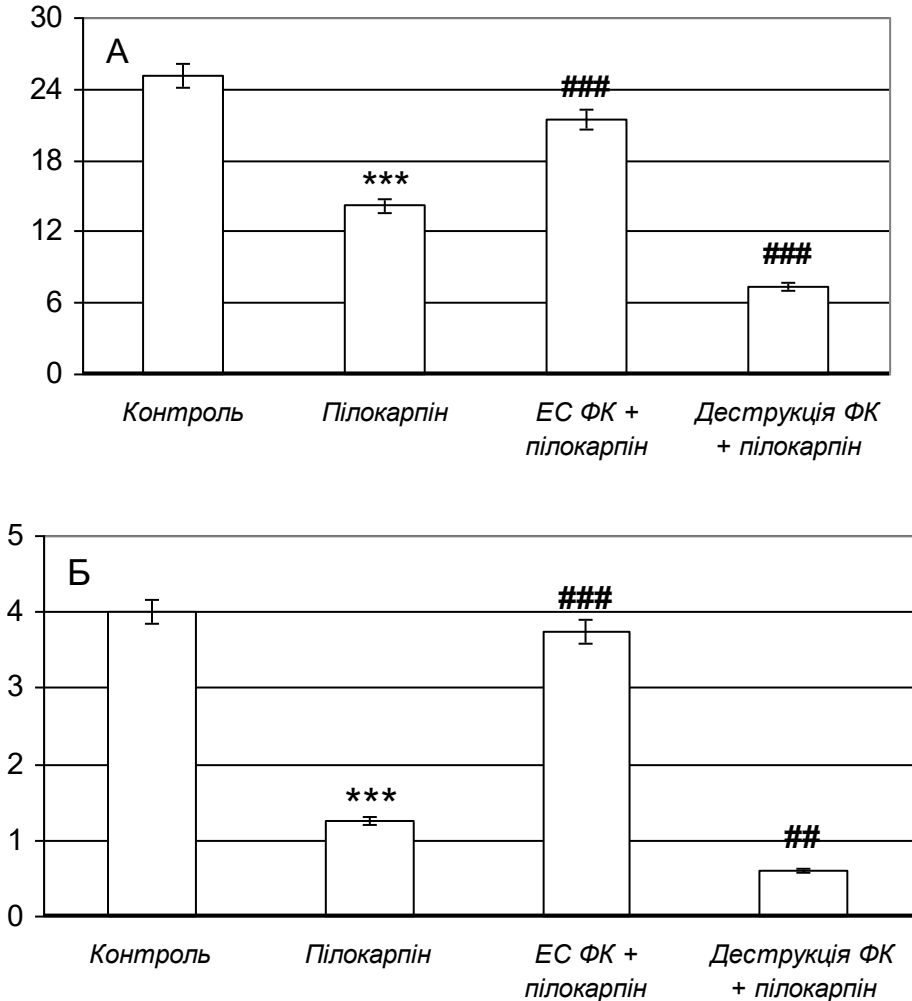 30
А
24
###
18
***
12
###
6
0
Контроль
Пілокарпін
ЕС ФК +
пілокарпін
Деструкція ФК
+ пілокарпін
5
Б
4
###
3
2
***
1
##
0
Контроль
Пілокарпін
ЕС ФК +
пілокарпін
Деструкція ФК
+ пілокарпін